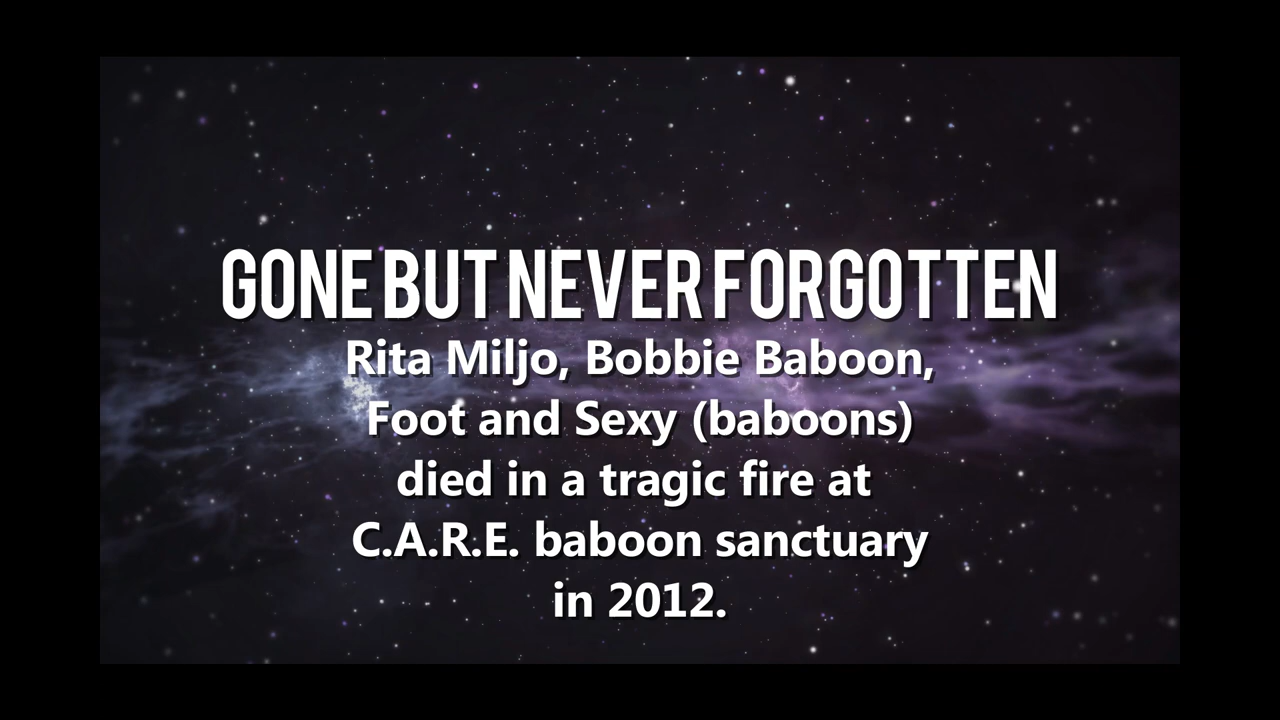 GONE BUT NEVER FORGOTTEN
Rita Miljo, Bobbie Baboon,
Foot and Sexy (baboons)
died in a tragic fire at
C.A.R.E. baboon sanctuary
in 2012.